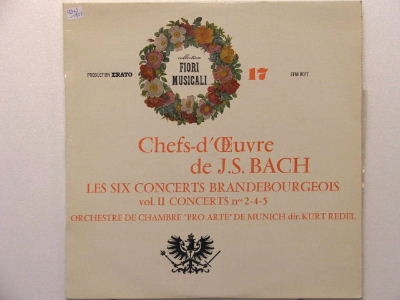 collection
FIORI
MUSICALI
PRODUCTION ERATO
17
Chefs-d'Œuvre
de J.S. BACH
LES SIX CONCERTS BRANDEBOURGEOIS
vol. II CONCERTS nos 2-4-5
ORCHESTRE DE CHAMBRE "PRO ARTE" DE MUNICH dir. KURT REDEL